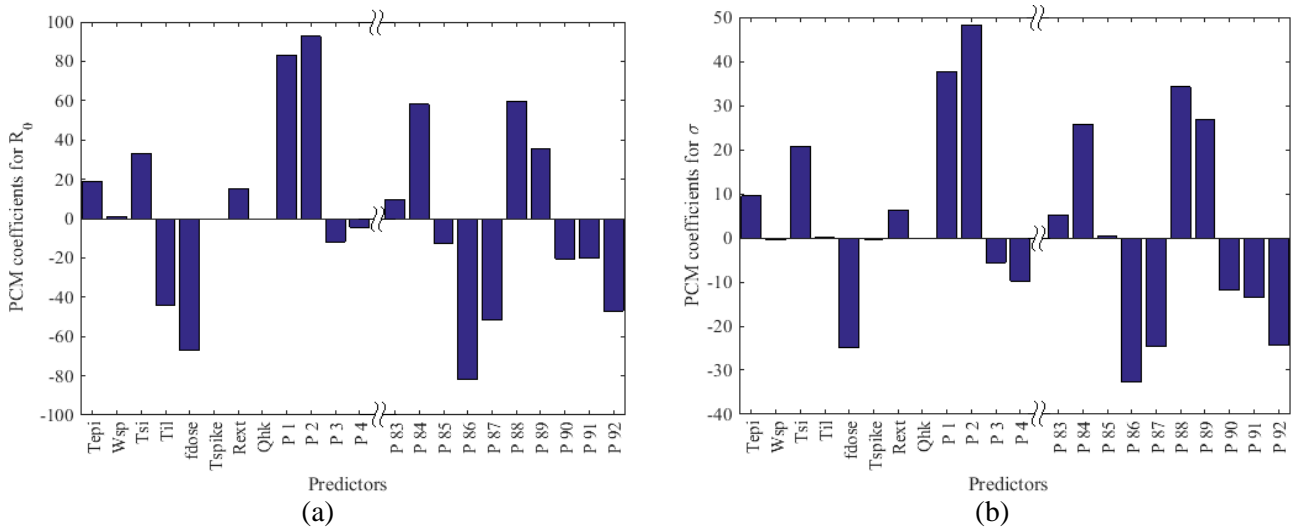 100
80
60
40
20
0
-20
-40
-60
-80
-100
PCM coefficients for R0
Tepi
Wsp
Tsi
Til
fdose
Tspike
Rext
Qhk
P 1
P 2
P 3
P 4
P 83
P 84
P 85
P 86
P 87
P 88
P 89
P 90
P 91
P 92
Predictors
(a)
50
40
30
20
10
0
-10
-20
-30
-40
PCM coefficients for σ
Tepi
Wsp
Tsi
Til
fdose
Tspike
Rext
Qhk
P 1
P 2
P 3
P 4
P 83
P 84
P 85
P 86
P 87
P 88
P 89
P 90
P 91
P 92
Predictors
(b)